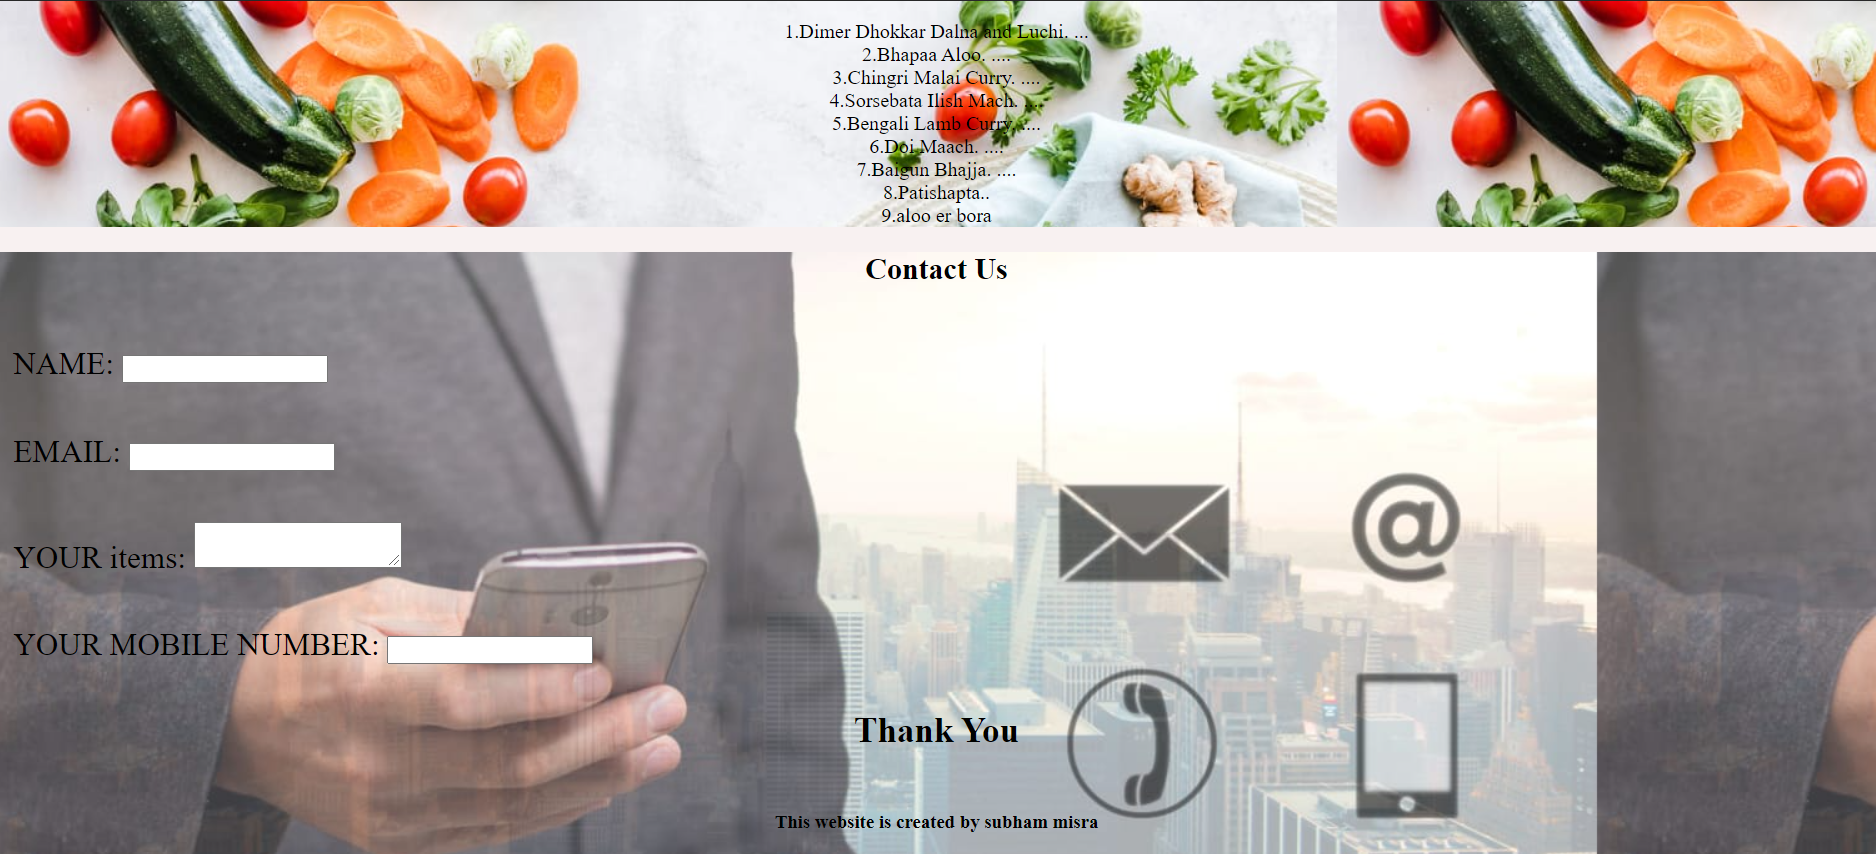 1.Dimer Dhokkar Dalna and Luchi. ...
2.Bhapaa Aloo. ....
3.Chingri Malai Curry. ....
4.Sorsebata Ilish Mach. ....
5.Bengali Lamb Curry. ....
6.Doi Maach. ....
7.Baigun Bhajja. ....
8.Patishapta..
9.aloo er bora
Contact Us
NAME:
EMAIL:
YOUR items:
YOUR MOBILE NUMBER:
Thank You
This website is created by subham misra